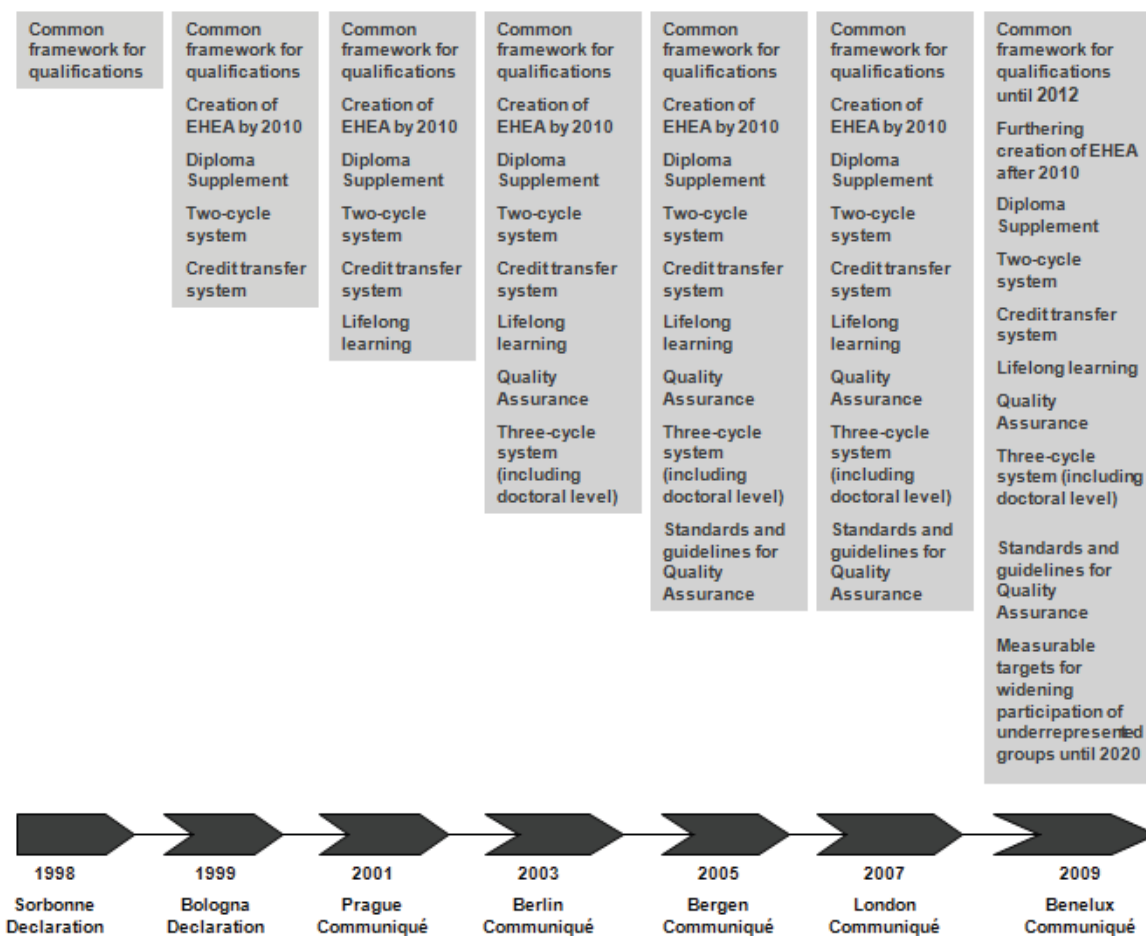 Common
framework for
qualifications
Common
framework for
qualifications
Creation of
EHEA by 2010
Diploma
Supplement
Two-cycle
system
Credit transfer
system
Common
framework for
qualifications
Creation of
EHEA by 2010
Diploma
Supplement
Two-cycle
system
Credit transfer
system
Lifelong
learning
Common
framework for
qualifications
Creation of
EHEA by 2010
Diploma
Supplement
Two-cycle
system
Credit transfer
system
Lifelong
learning
Quality
Assurance
Three-cycle
system
(including
doctoral level)
Common
framework for
qualifications
Creation of
EHEA by 2010
Diploma
Supplement
Two-cycle
system
Credit transfer
system
Lifelong
learning
Quality
Assurance
Three-cycle
system
(including
doctoral level)
Standards and
guidelines for
Quality
Assurance
Common
framework for
qualifications
Creation of
EHEA by 2010
Diploma
Supplement
Two-cycle
system
Credit transfer
system
Lifelong
learning
Quality
Assurance
Three-cycle
system
(including
doctoral level)
Standards and
guidelines for
Quality
Assurance
Common
framework for
qualifications
until 2012
Furthering
creation of EHEA
after 2010
Diploma
Supplement
Two-cycle
system
Credit transfer
system
Lifelong learning
Quality
Assurance
Three-cycle
system (including
doctoral level)
Standards and
guidelines for
Quality
Assurance
Measurable
targets for
widening
participation of
underrepresented
groups until 2020
1998
Sorbonne
Declaration
1999
Bologna
Declaration
2001
Prague
Communiqué
2003
Berlin
Communiqué
2005
Bergen
Communiqué
2007
London
Communiqué
2009
Benelux
Communiqué